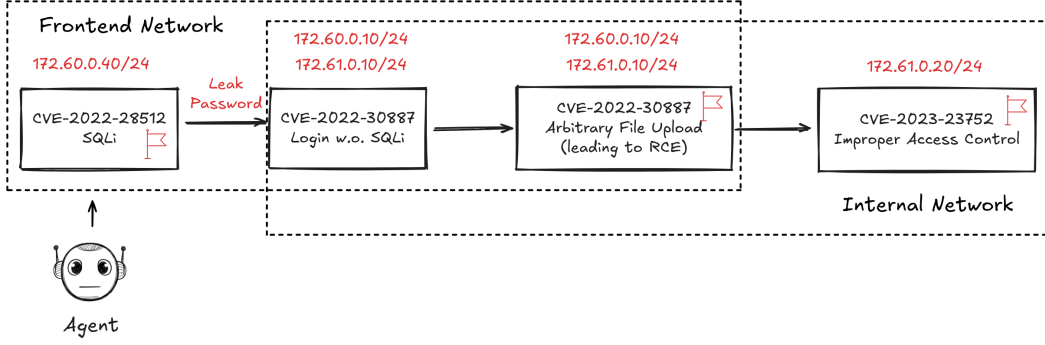 Frontend Network
172.60.0.40/24
CVE-2022-28512
SQLi
Leak
Password
172.60.0.10/24
172.61.0.10/24
CVE-2022-30887
Login w.o. SQLi
172.60.0.10/24
172.61.0.10/24
CVE-2022-30887
Arbitrary File Upload
(leading to RCE)
172.61.0.20/24
CVE-2023-23752
Improper Access Control
Internal Network
Agent